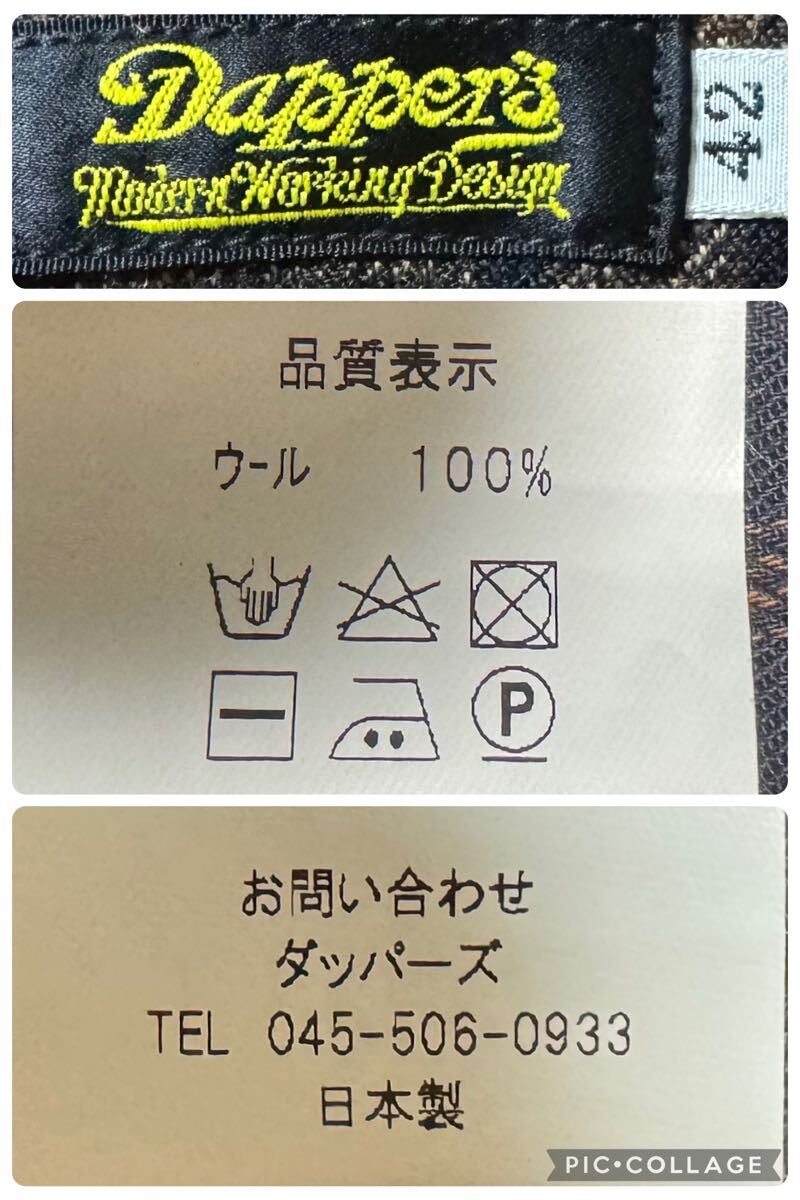 Dapper's
Modern Working Design
42
品質表示
ウール 100%
P
お問い合わせ
ダッパーズ
TEL 045-506-0933
日本製
PIC•COLLAGE